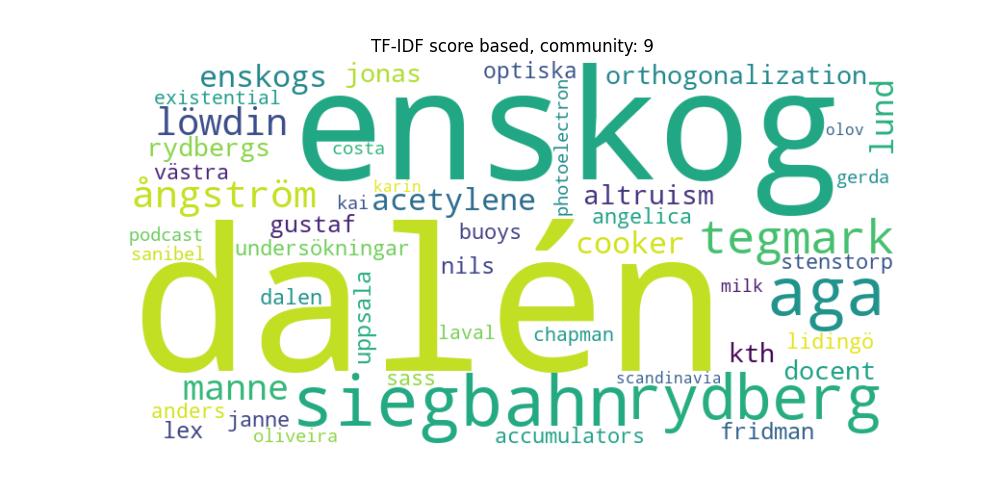 TF-IDF score based, community: 9
enskogs
jonas
optiska
orthogonalization
existential
enskog
löwdin
costa
photoelectron
olov
lund
rydbergs
västra
karin
gerda
ångström
kai
acetylene
altruism
angelica
gustaf
buoys
cooker
tegmark
podcast
undersökningar
sanibel
nils
stenstorp
dalén
dalen
uppsala
milk
aga
laval
chapman
lidingö
kth
docent
manne
sass
siegbahn
scandinavia
rydberg
anders
janne
lex
oliveira
accumulators
fridman